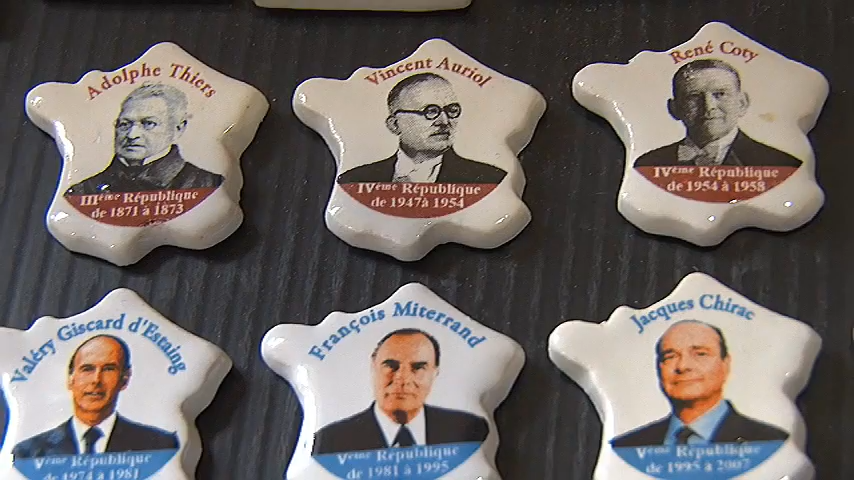 Adolphe Thiers
IIIème République
de 1871 à 1873
Vincent Auriol
IVème République
de 1947à 1954
René Coty
IVème République
de 1954 à 1958
Valéry Giscard d'Estaing
Vème République
de 1974 à 1981
François Miterrand
Vème République
de 1981 à 1995
Jacques Chirac
Vème République
de 1995 à 2007